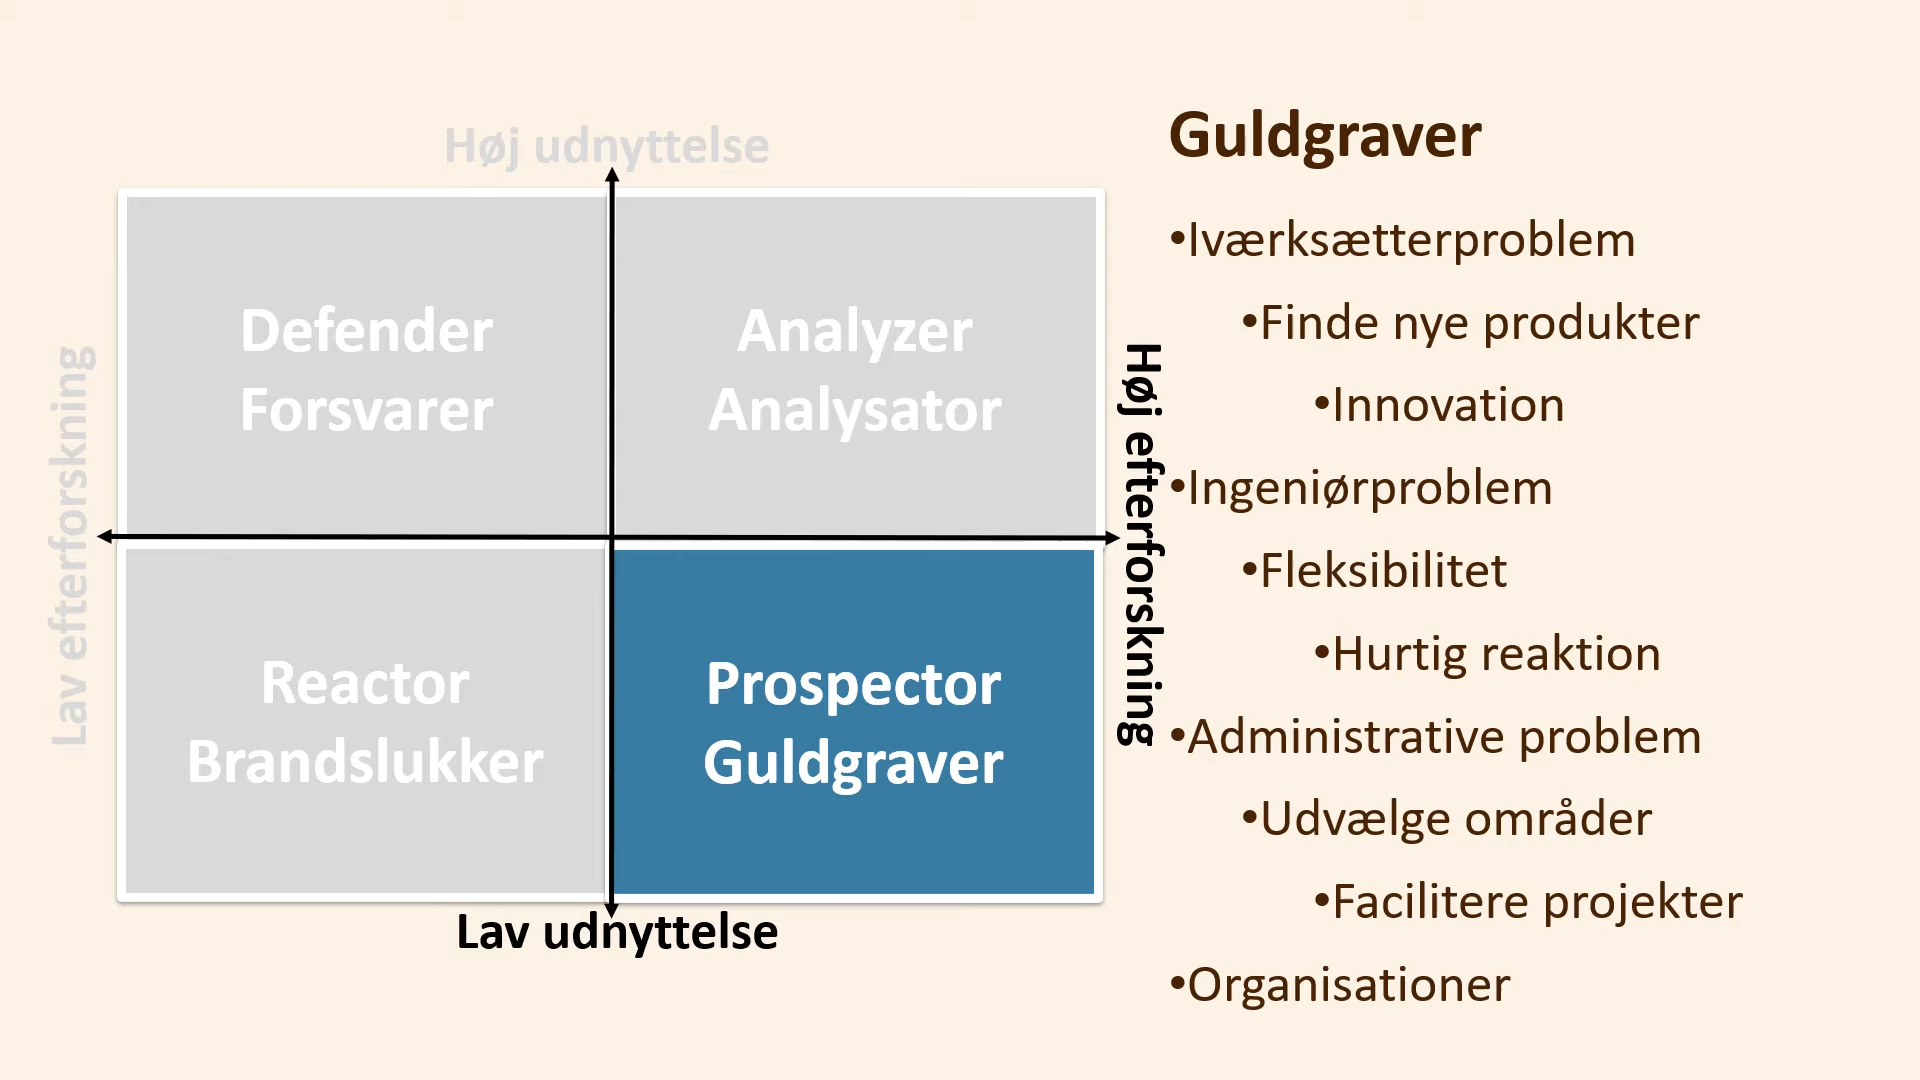 Høj udnyttelse
Lav efterforskning
Defender
Forsvarer
Analyzer
Analysator
Reactor
Brandslukker
Prospector
Guldgraver
Høj efterforskning
Lav udnyttelse
Guldgraver
•Iværksætterproblem
•Finde nye produkter
•Innovation
•Ingeniørproblem
•Fleksibilitet
•Hurtig reaktion
•Administrative problem
•Udvælge områder
•Facilitere projekter
•Organisationer